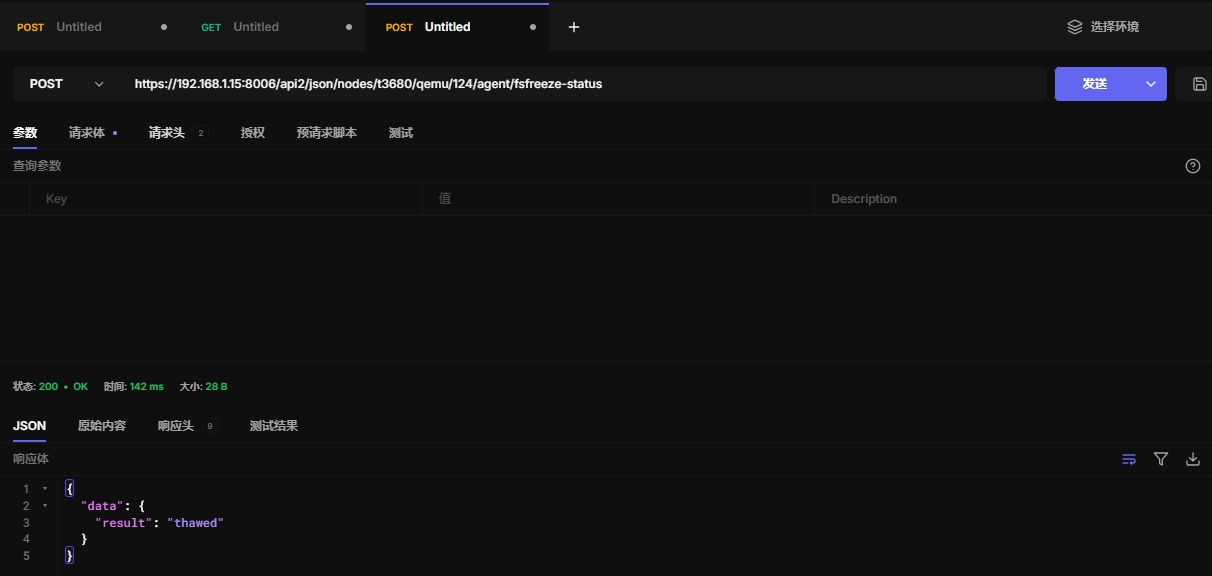 POST Untitled GET Untitled POST Untitled + 选择环境
POST https://192.168.1.15:8006/api2/json/nodes/t3680/qemu/124/agent/fsfreeze-status 发送
参数 请求体 • 请求头 2 授权 预请求脚本 测试
查询参数
Key 值 Description
状态: 200 • OK 时间: 142 ms 大小: 28 B
JSON 原始内容 响应头 9 测试结果
响应体
1 {
2 "data": {
3 "result": "thawed"
4 }
5 }